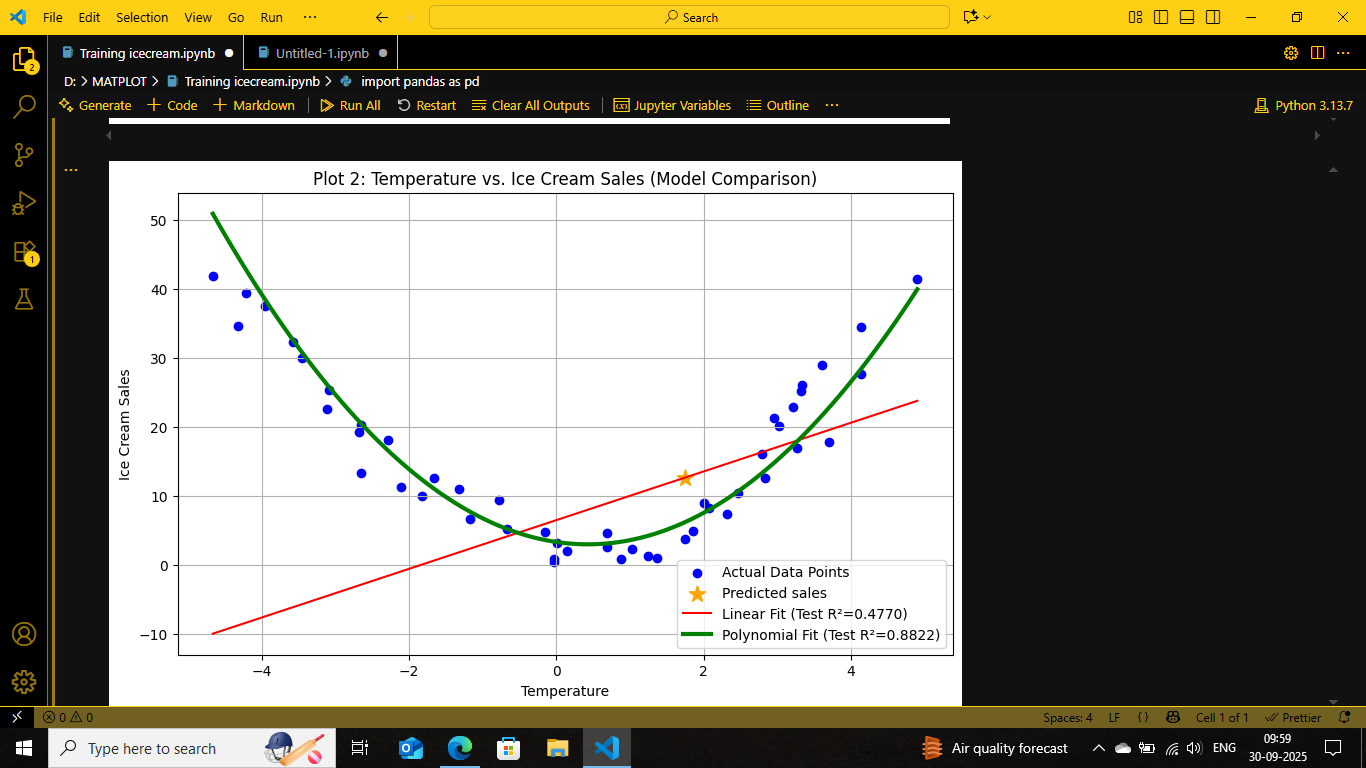 File Edit Selection View Go Run ··· Search
Training icecream.ipynb Untitled-1.ipynb
D: > MATPLOT > Training icecream.ipynb > import pandas as pd
Generate + Code + Markdown Run All Restart Clear All Outputs Jupyter Variables Outline ··· Python 3.13.7
2
1
Plot 2: Temperature vs. Ice Cream Sales (Model Comparison)
50
40
30
20
10
0
−10
Ice Cream Sales
Actual Data Points
Predicted sales
Linear Fit (Test R²=0.4770)
Polynomial Fit (Test R²=0.8822)
−4 −2 0 2 4
Temperature
0 0 Spaces: 4 LF { } Cell 1 of 1 Prettier
Type here to search Air quality forecast ENG 09:59
30-09-2025